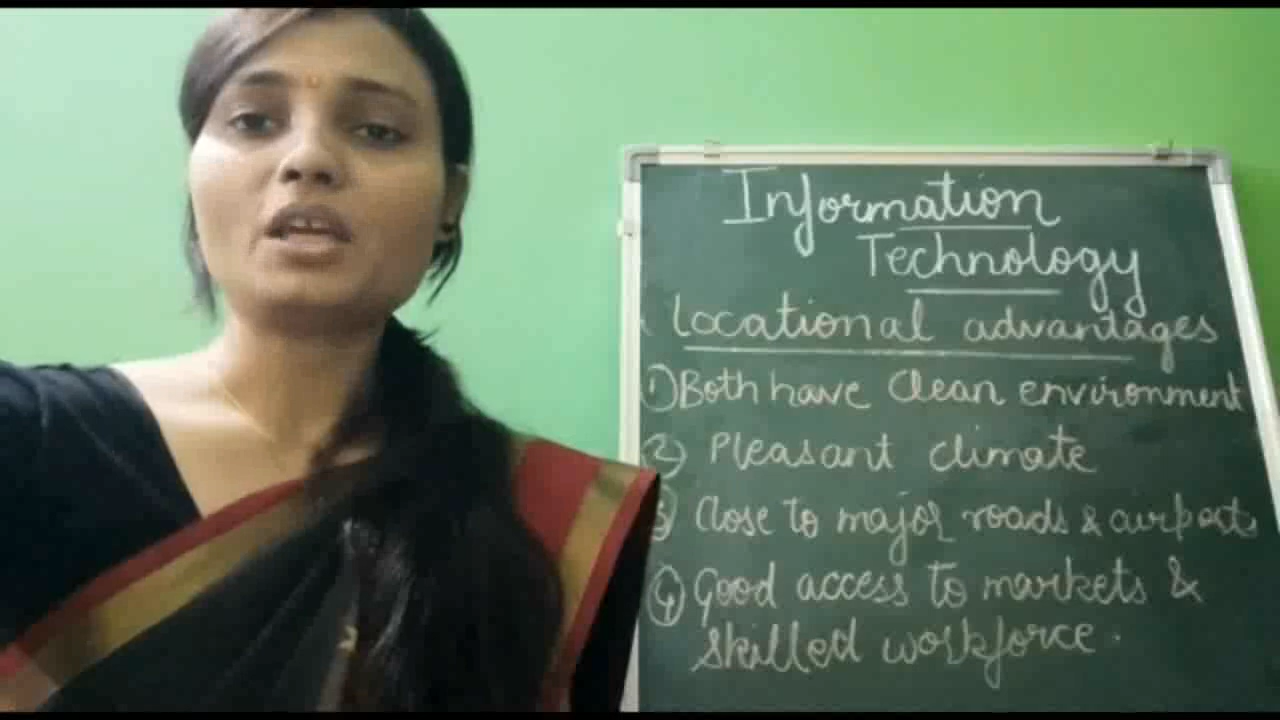 Information
Technology
Locational advantages
1) Both have Clean environment
2) Pleasant climate
3) Close to major roads & airports
4) Good access to markets &
skilled workforce.